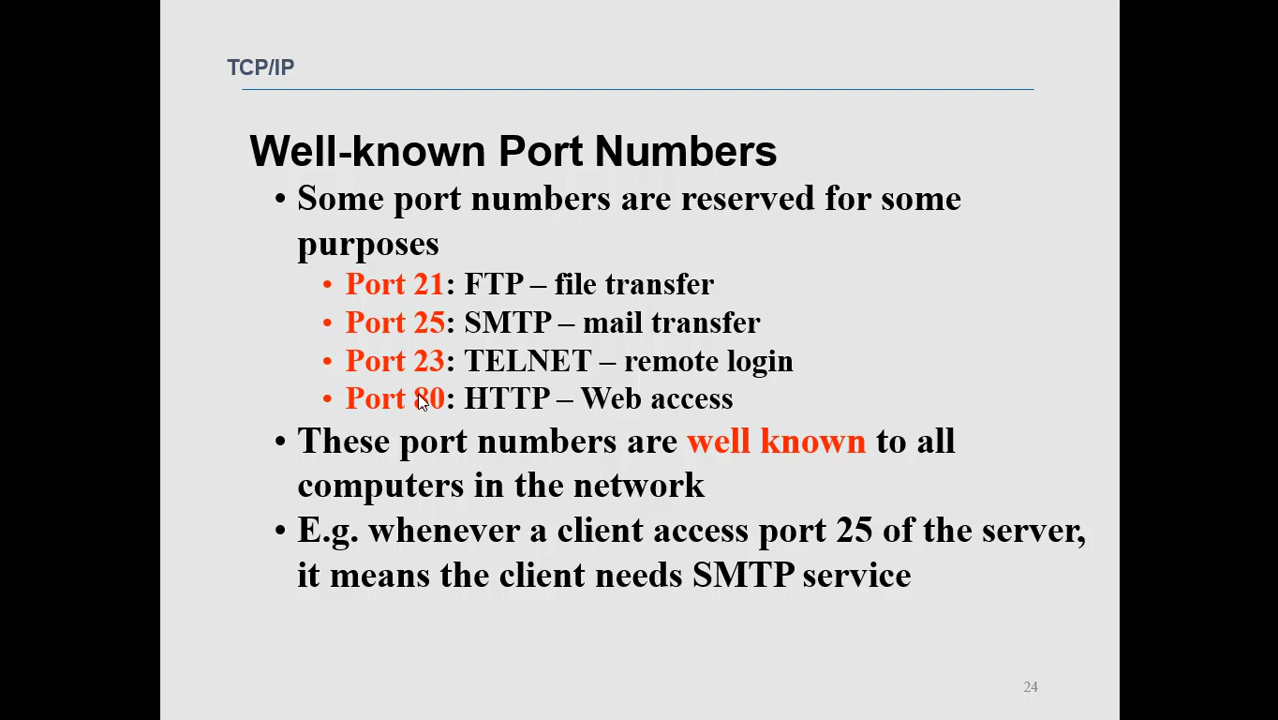 TCP/IP
Well-known Port Numbers
• Some port numbers are reserved for some
purposes
• Port 21: FTP – file transfer
• Port 25: SMTP – mail transfer
• Port 23: TELNET – remote login
• Port 80: HTTP – Web access
• These port numbers are well known to all
computers in the network
• E.g. whenever a client access port 25 of the server,
it means the client needs SMTP service
24